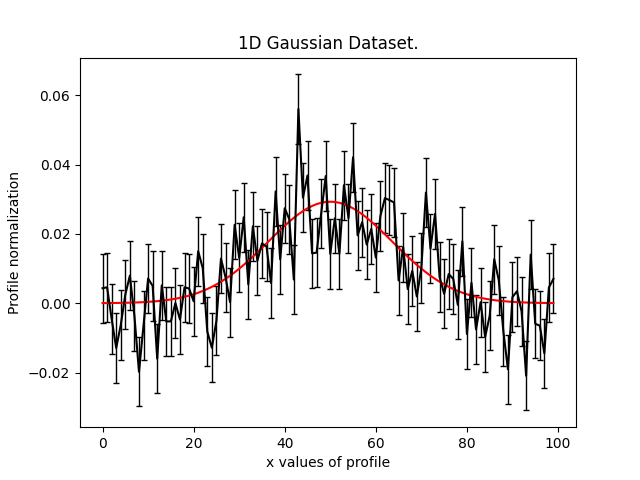 1D Gaussian Dataset.
Profile normalization
0.06
0.04
0.02
0.00
−0.02
0 20 40 60 80 100
x values of profile